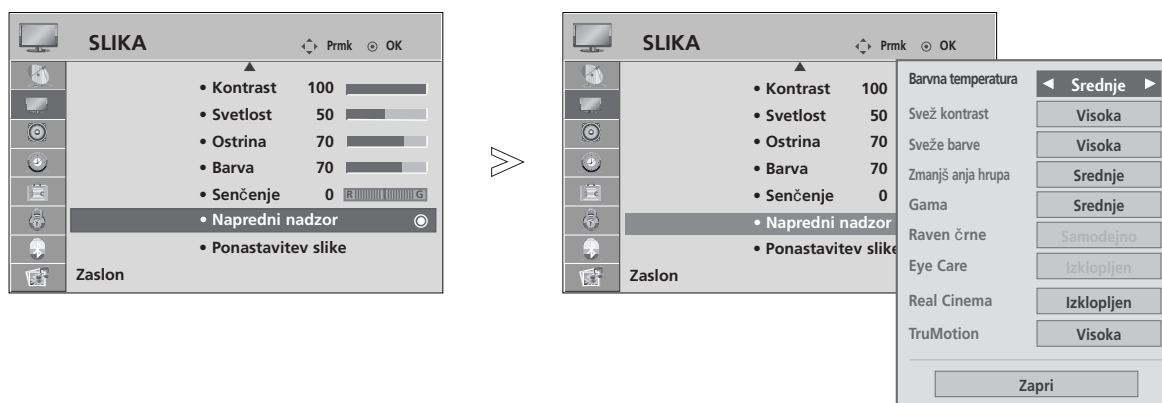 SLIKA Prmk OK
• Kontrast 100
• Svetlost 50
• Ostrina 70
• Barva 70
• Senčenje 0 R G
• Napredni nadzor
• Ponastavitev slike
Zaslon
SLIKA Prmk OK
• Kontrast 100
• Svetlost 50
• Ostrina 70
• Barva 70
• Senčenje 0
• Napredni nadzor
• Ponastavitev slike
Zaslon
Barvna temperatura Srednje
Svež kontrast Visoka
Sveže barve Visoka
Zmanjš anja hrupa Srednje
Gama Srednje
Raven črne Samodejno
Eye Care Izklopljen
Real Cinema Izklopljen
TruMotion Visoka
Zapri